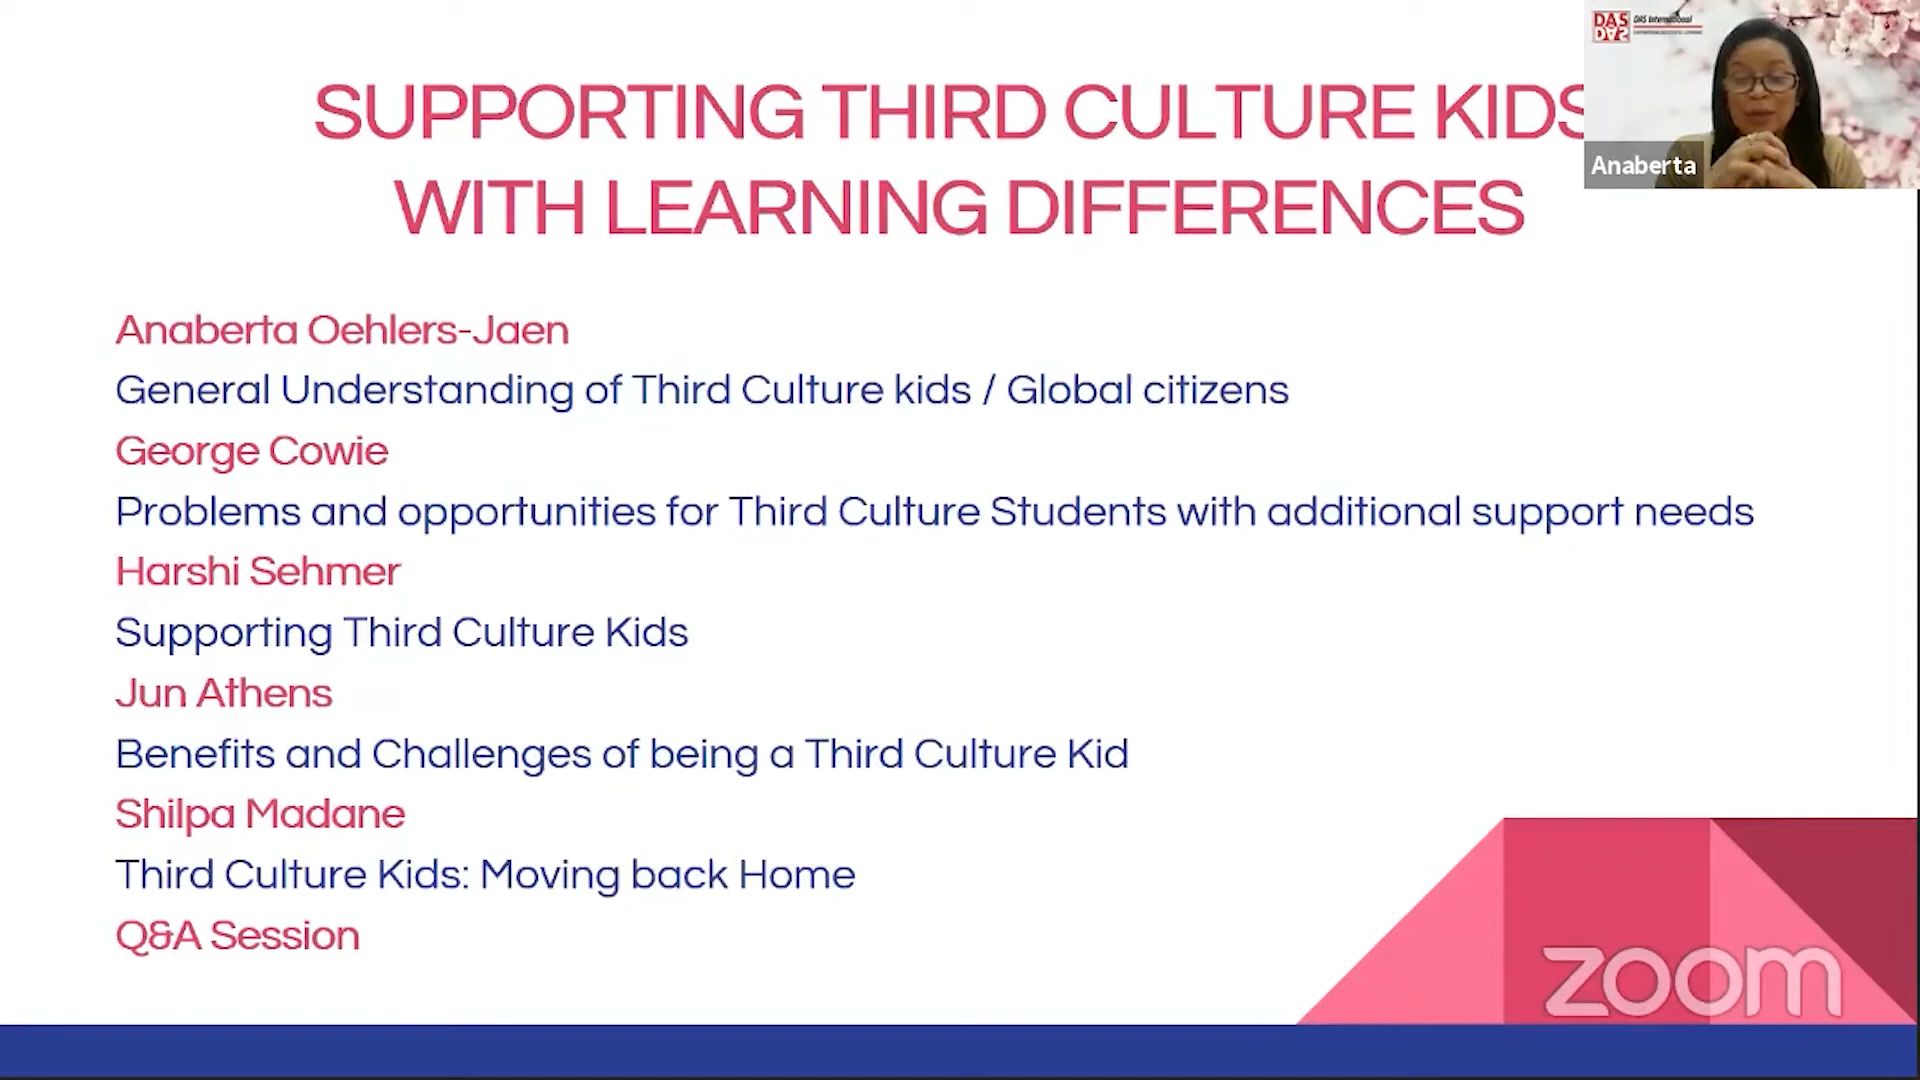 SUPPORTING THIRD CULTURE KIDS
WITH LEARNING DIFFERENCES
DAS
DAS International
Anaberta
Anaberta Oehlers-Jaen
General Understanding of Third Culture kids / Global citizens
George Cowie
Problems and opportunities for Third Culture Students with additional support needs
Harshi Sehmer
Supporting Third Culture Kids
Jun Athens
Benefits and Challenges of being a Third Culture Kid
Shilpa Madane
Third Culture Kids: Moving back Home
Q&A Session
zoom